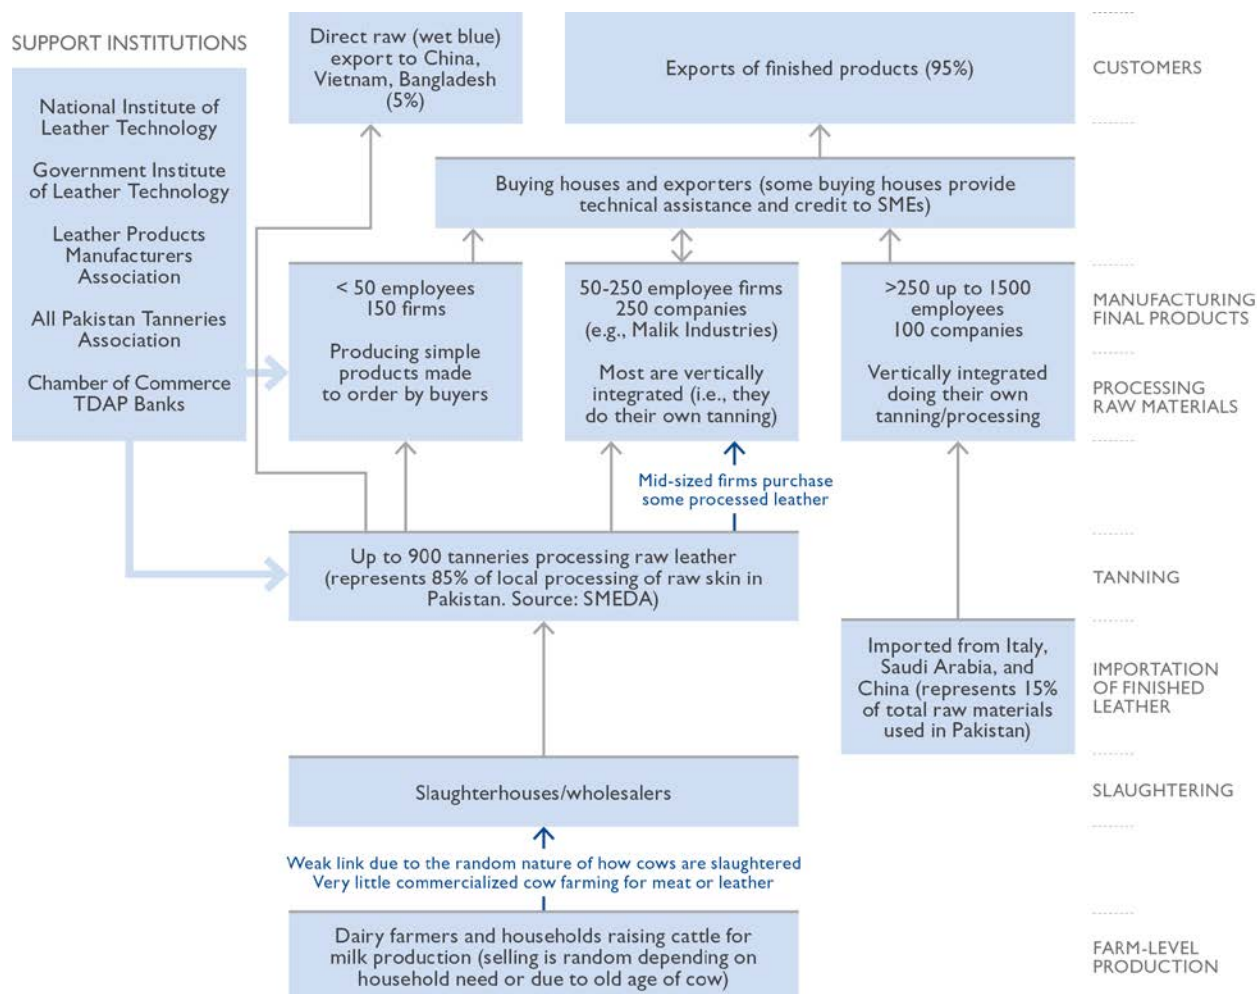 SUPPORT INSTITUTIONS
National Institute of
Leather Technology
Government Institute
of Leather Technology
Leather Products
Manufacturers
Association
All Pakistan Tanneries
Association
Chamber of Commerce
TDAP Banks
Direct raw (wet blue)
export to China,
Vietnam, Bangladesh
(5%)
Exports of finished products (95%)
CUSTOMERS
Buying houses and exporters (some buying houses provide
technical assistance and credit to SMEs)
< 50 employees
150 firms
Producing simple
products made
to order by buyers
50-250 employee firms
250 companies
(e.g., Malik Industries)
Most are vertically
integrated (i.e., they
do their own tanning)
>250 up to 1500
employees
100 companies
Vertically integrated
doing their own
tanning/processing
MANUFACTURING
FINAL PRODUCTS
PROCESSING
RAW MATERIALS
Mid-sized firms purchase
some processed leather
Up to 900 tanneries processing raw leather
(represents 85% of local processing of raw skin in
Pakistan. Source: SMEDA)
TANNING
Imported from Italy,
Saudi Arabia, and
China (represents 15%
of total raw materials
used in Pakistan)
IMPORTATION
OF FINISHED
LEATHER
Slaughterhouses/wholesalers
SLAUGHTERING
Weak link due to the random nature of how cows are slaughtered
Very little commercialized cow farming for meat or leather
Dairy farmers and households raising cattle for
milk production (selling is random depending on
household need or due to old age of cow)
FARM-LEVEL
PRODUCTION